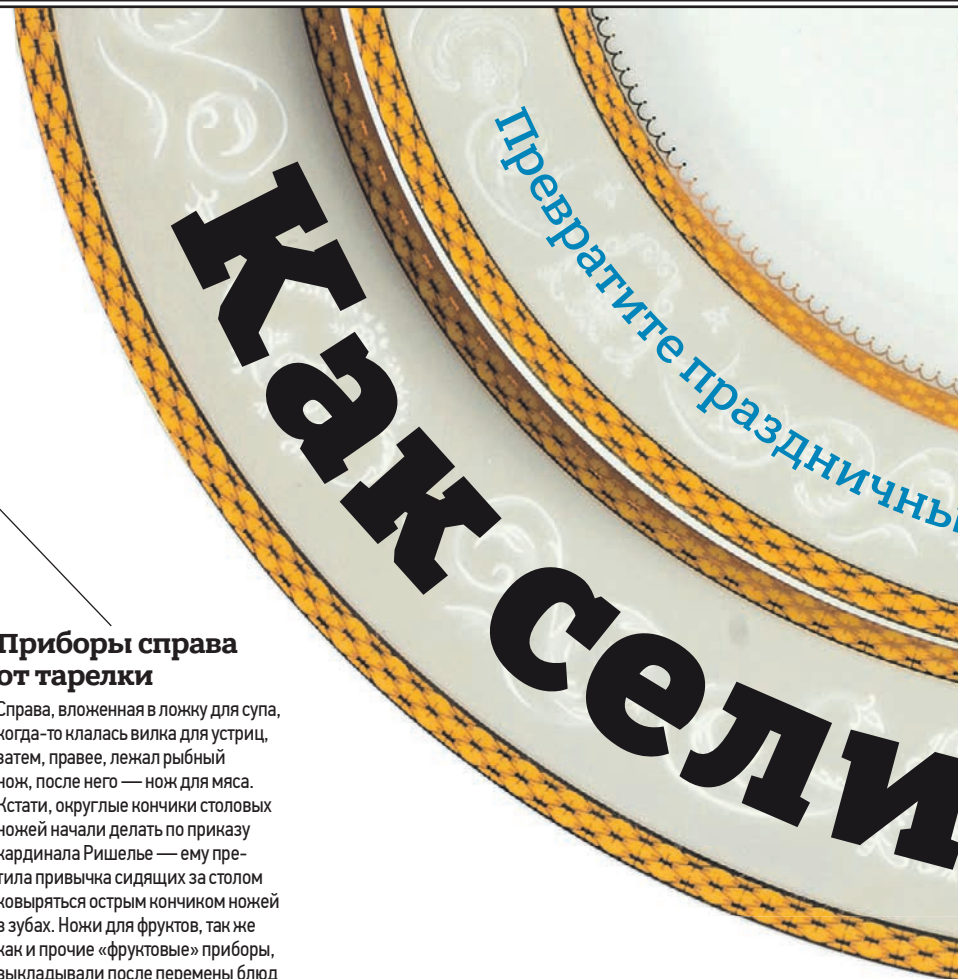 Превратите праздничны
Как сели
Приборы справа
от тарелки
Справа, вложенная в ложку для супа,
когда-то клалась вилка для устриц,
затем, правее, лежал рыбный
нож, после него — нож для мяса.
Кстати, округлые кончики столовых
ножей начали делать по приказу
кардинала Ришелье — ему пре-
тила привычка сидящих за столом
ковыряться острым кончиком ножей
в зубах. Ножи для фруктов, так же
как и прочие «фруктовые» приборы,
выкладывали после перемены блюд